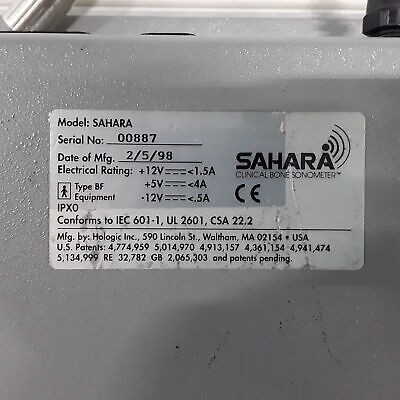 Model: SAHARA
Serial No: 00887
Date of Mfg. 2/5/98
Electrical Rating: +12V⎓<1.5A
Type BF +5V⎓<4A
Equipment -12V⎓<.5A
IPX0
SAHARA
CLINICAL BONE SONOMETER™
CE
Conforms to IEC 601-1, UL 2601, CSA 22.2
Mfg. by: Hologic Inc., 590 Lincoln St., Waltham, MA 02154 • USA
U.S. Patents: 4,774,959 5,014,970 4,913,157 4,361,154 4,941,474
5,134,999 RE 32,782 GB 2,065,303 and patents pending.